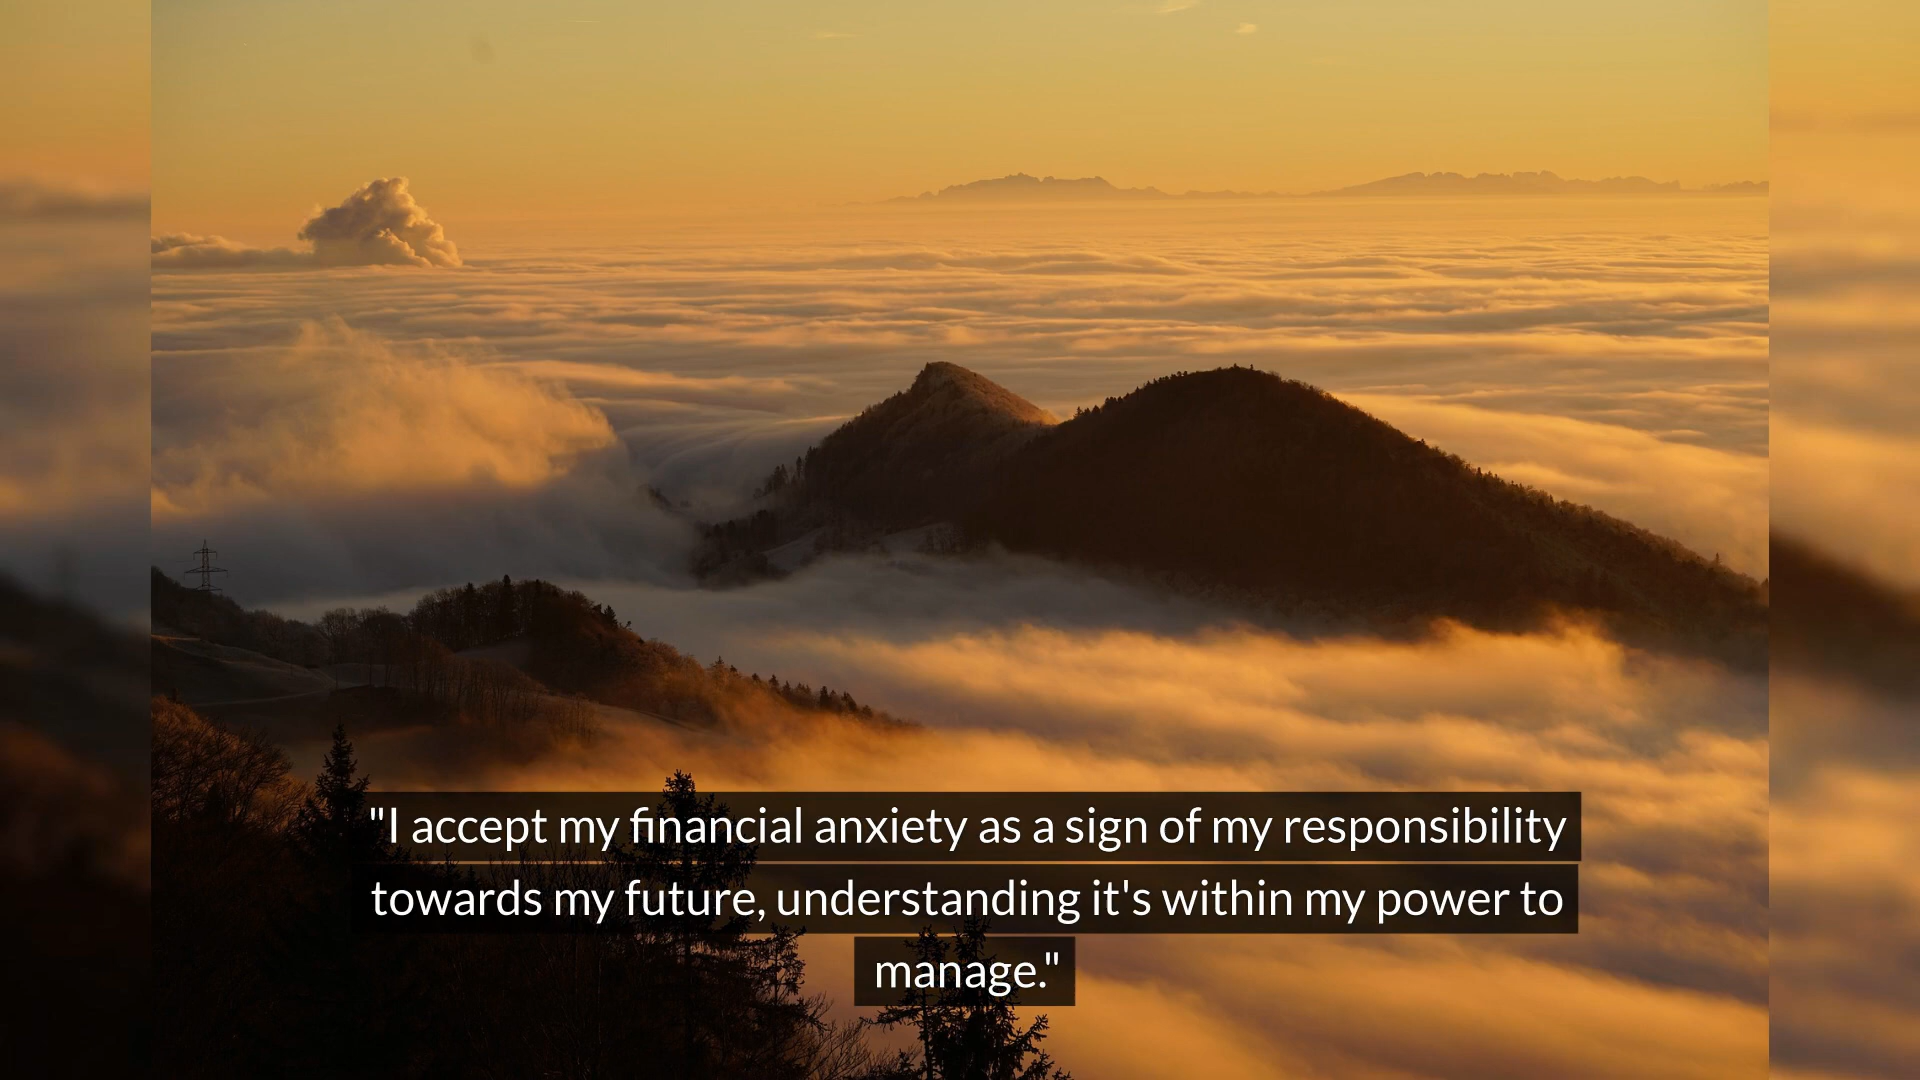 "I accept my financial anxiety as a sign of my responsibility
towards my future, understanding it's within my power to
manage."